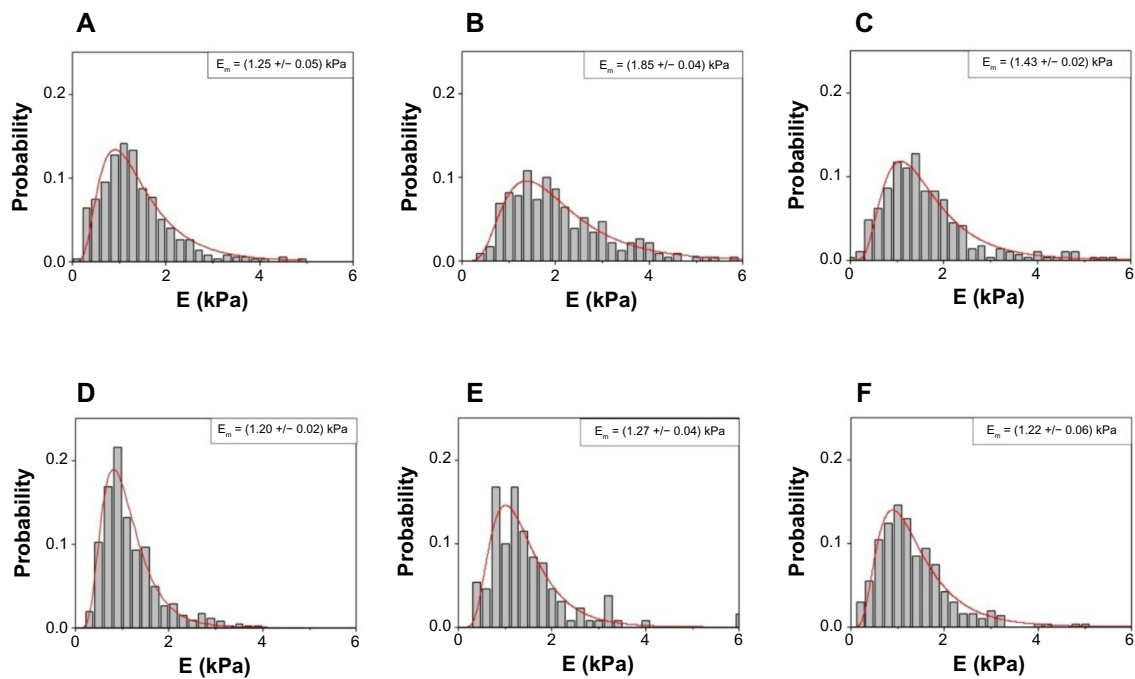 A
E_m = (1.25 +/− 0.05) kPa
Probability
0.2
0.1
0.0
2
4
6
E (kPa)
B
E_m = (1.85 +/− 0.04) kPa
Probability
0.2
0.1
0.0
2
4
6
E (kPa)
C
E_m = (1.43 +/− 0.02) kPa
Probability
0.2
0.1
0.0
0
2
4
6
E (kPa)
D
E_m = (1.20 +/− 0.02) kPa
Probability
0.2
0.1
0.0
0
2
4
6
E (kPa)
E
E_m = (1.27 +/− 0.04) kPa
Probability
0.2
0.1
0.0
0
2
4
6
E (kPa)
F
E_m = (1.22 +/− 0.06) kPa
Probability
0.2
0.1
0.0
0
2
4
6
E (kPa)